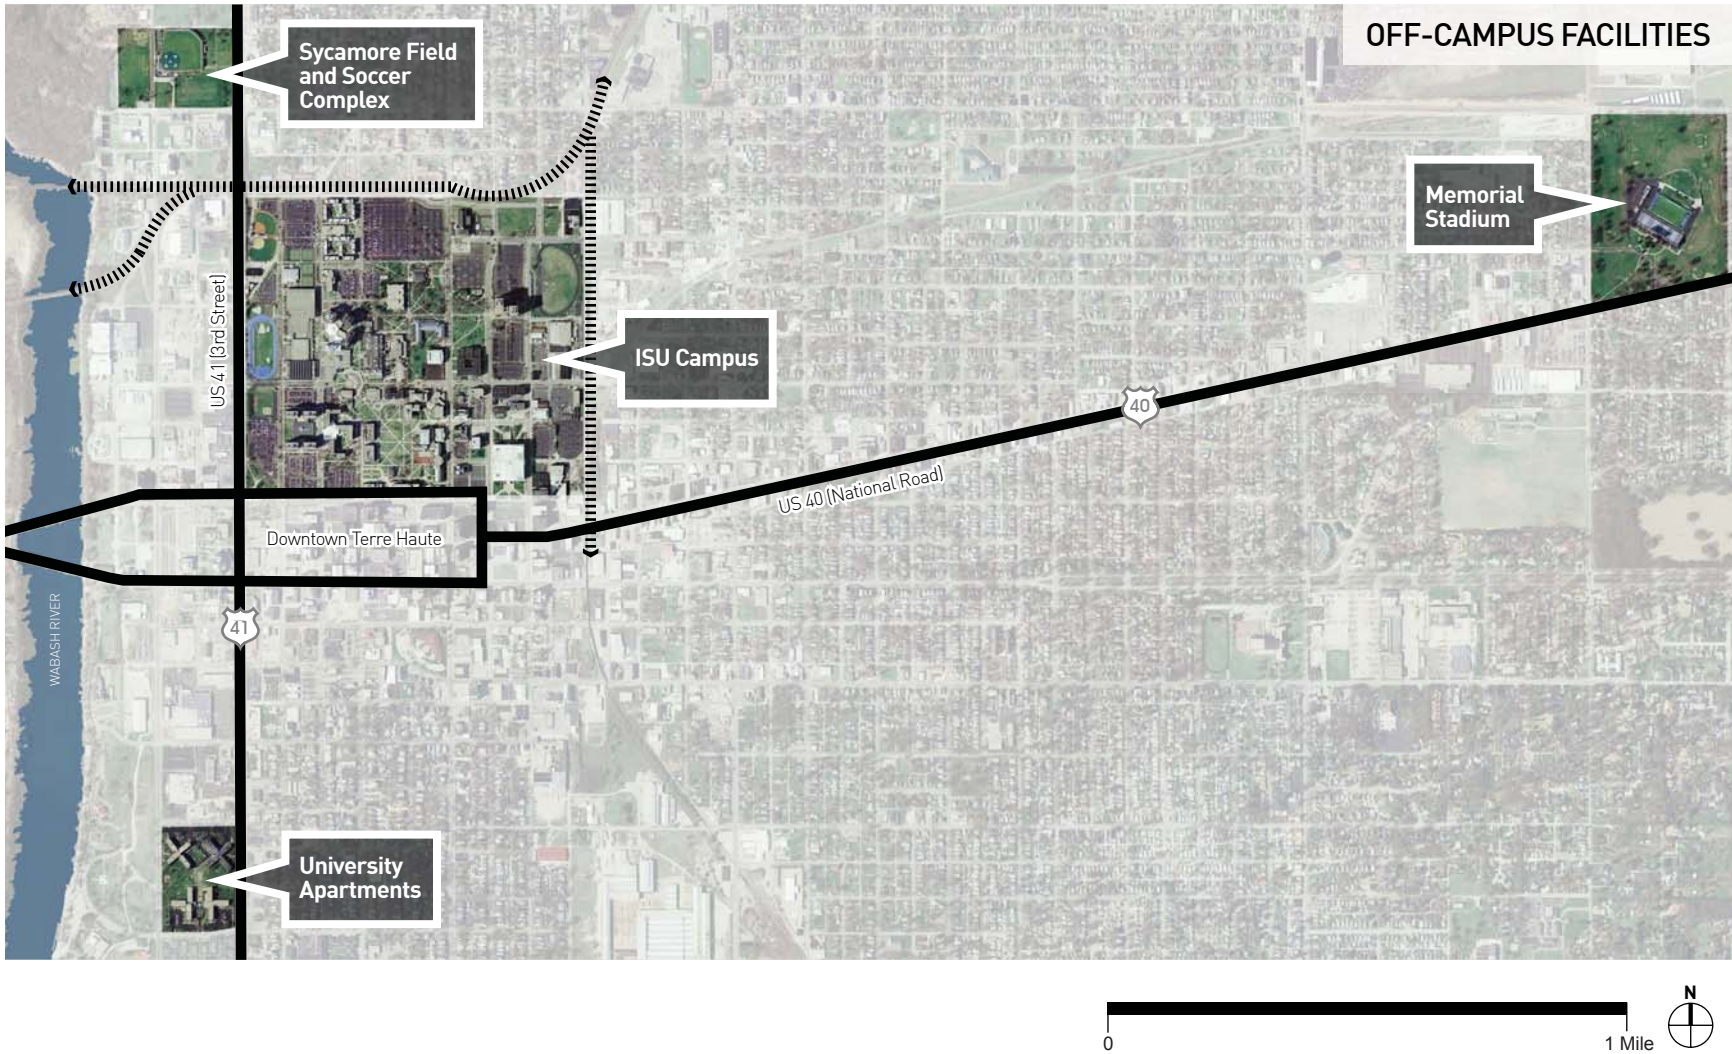 OFF-CAMPUS FACILITIES
Sycamore Field
and Soccer
Complex
Memorial
Stadium
US 41 (3rd Street)
ISU Campus
40
US 40 (National Road)
Downtown Terre Haute
WABASH RIVER
41
University
Apartments
N
0
1 Mile